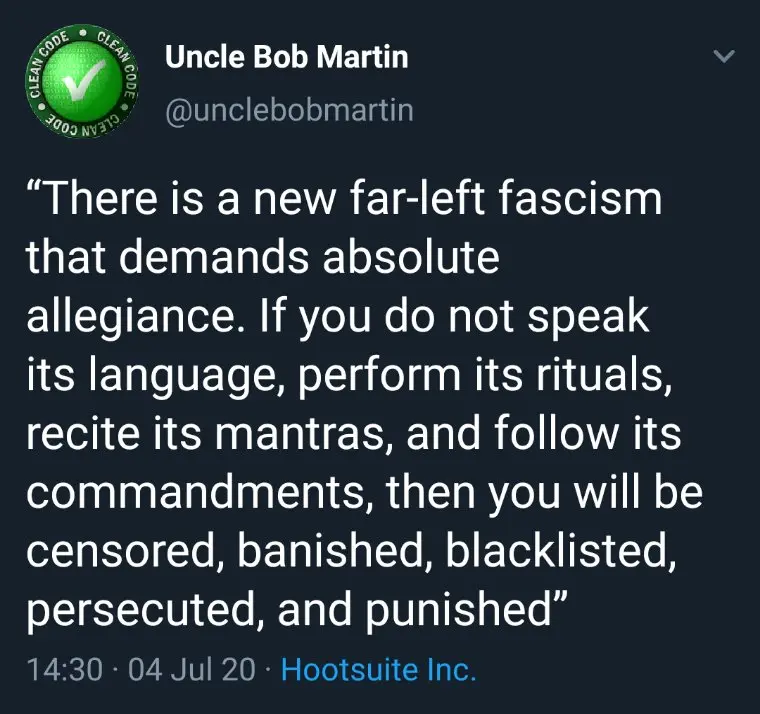 CLEAN CODE • CLEAN CODE • CLEAN CODE •
Uncle Bob Martin
@unclebobmartin
“There is a new far-left fascism
that demands absolute
allegiance. If you do not speak
its language, perform its rituals,
recite its mantras, and follow its
commandments, then you will be
censored, banished, blacklisted,
persecuted, and punished”
14:30 · 04 Jul 20 · Hootsuite Inc.